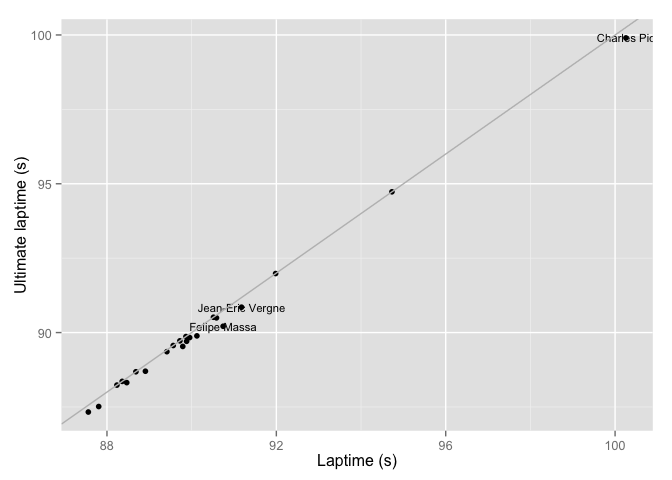 100
Charles Pic
95
Ultimate laptime (s)
Jean-Eric Vergne
Felipe Massa
90
88 92 96 100
Laptime (s)